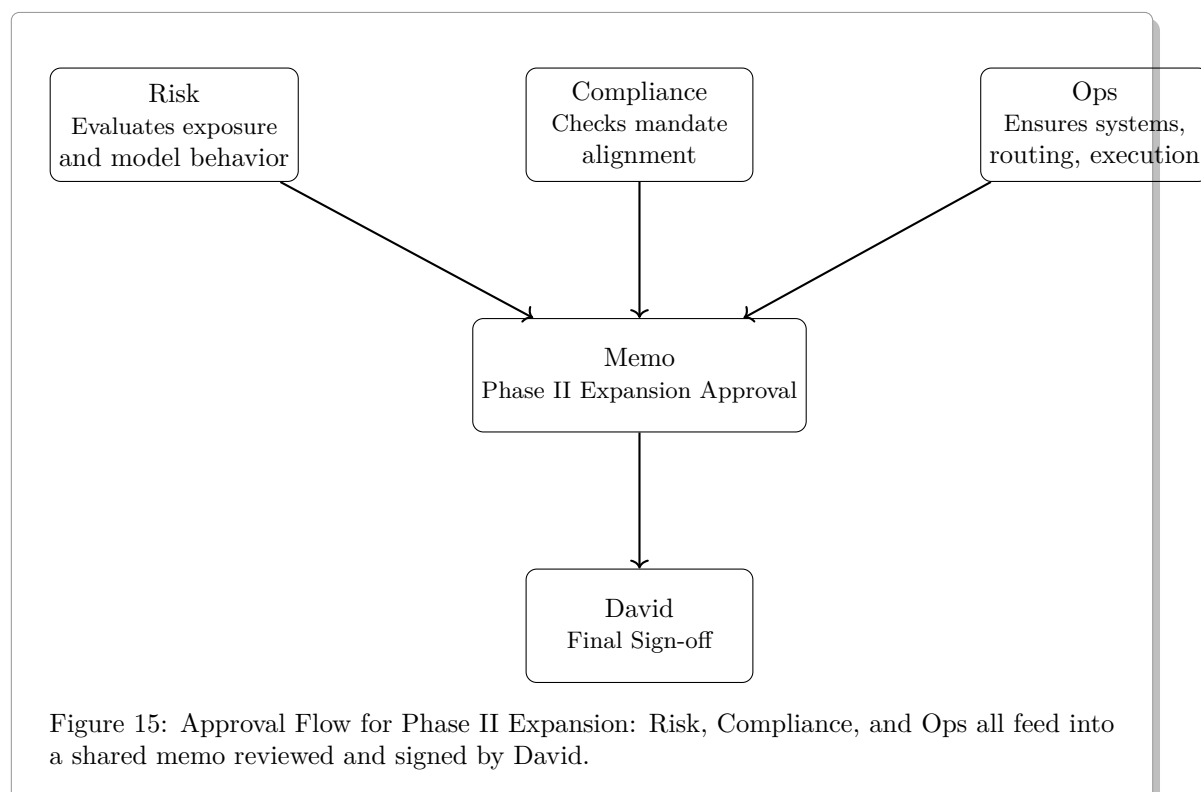 Risk
Evaluates exposure
and model behavior
Compliance
Checks mandate
alignment
Ops
Ensures systems,
routing, execution
Memo
Phase II Expansion Approval
David
Final Sign-off
Figure 15: Approval Flow for Phase II Expansion: Risk, Compliance, and Ops all feed into
a shared memo reviewed and signed by David.